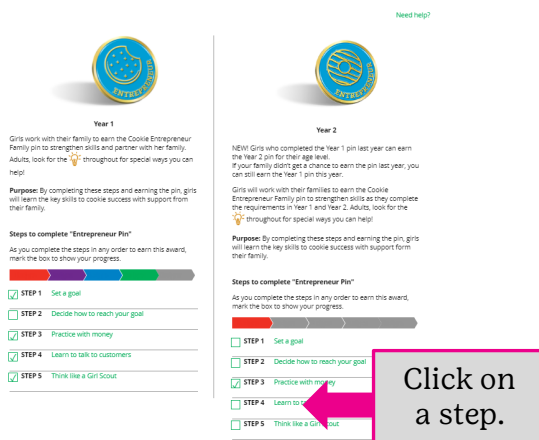 Need help?
ENTREPRENEUR
Year 1
Girls work with their family to earn the Cookie Entrepreneur
Family pin to strengthen skills and partner with her family.
Adults, look for the throughout for special ways you can
help!
Purpose: By completing these steps and earning the pin, girls
will learn the key skills to cookie success with support from
their family.
Steps to complete "Entrepreneur Pin"
As you complete the steps in any order to earn this award,
mark the box to show your progress.
STEP 1 Set a goal
STEP 2 Decide how to reach your goal
STEP 3 Practice with money
STEP 4 Learn to talk to customers
STEP 5 Think like a Girl Scout
ENTREPRENEUR
Year 2
NEW! Girls who completed the Year 1 pin last year can earn
the Year 2 pin for their age level.
If your family didn't get a chance to earn the pin last year, you
can still earn the Year 1 pin this year.
Girls will work with their families to earn the Cookie
Entrepreneur Family pin to strengthen skills as they complete
the requirements in Year 1 and Year 2. Adults, look for the
throughout for special ways you can help!
Purpose: By completing these steps and earning the pin, girls
will learn the key skills to cookie success with support form
their family.
Steps to complete "Entrepreneur Pin"
As you complete the steps in any order to earn this award,
mark the box to show your progress.
STEP 1 Set a goal
STEP 2 Decide how to reach your goal
STEP 3 Practice with money
STEP 4 Learn to
STEP 5 Think like a Girl Scout
Click on
a step.